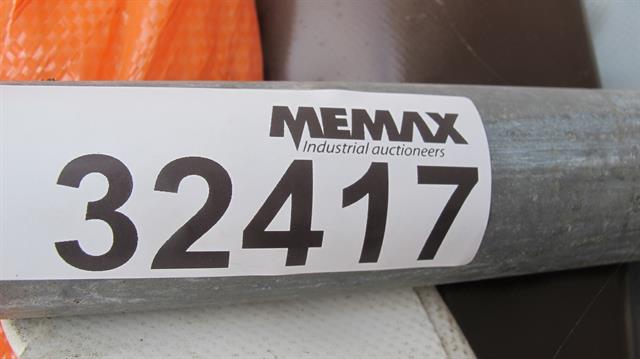 MEMAX
Industrial auctioneers
32417